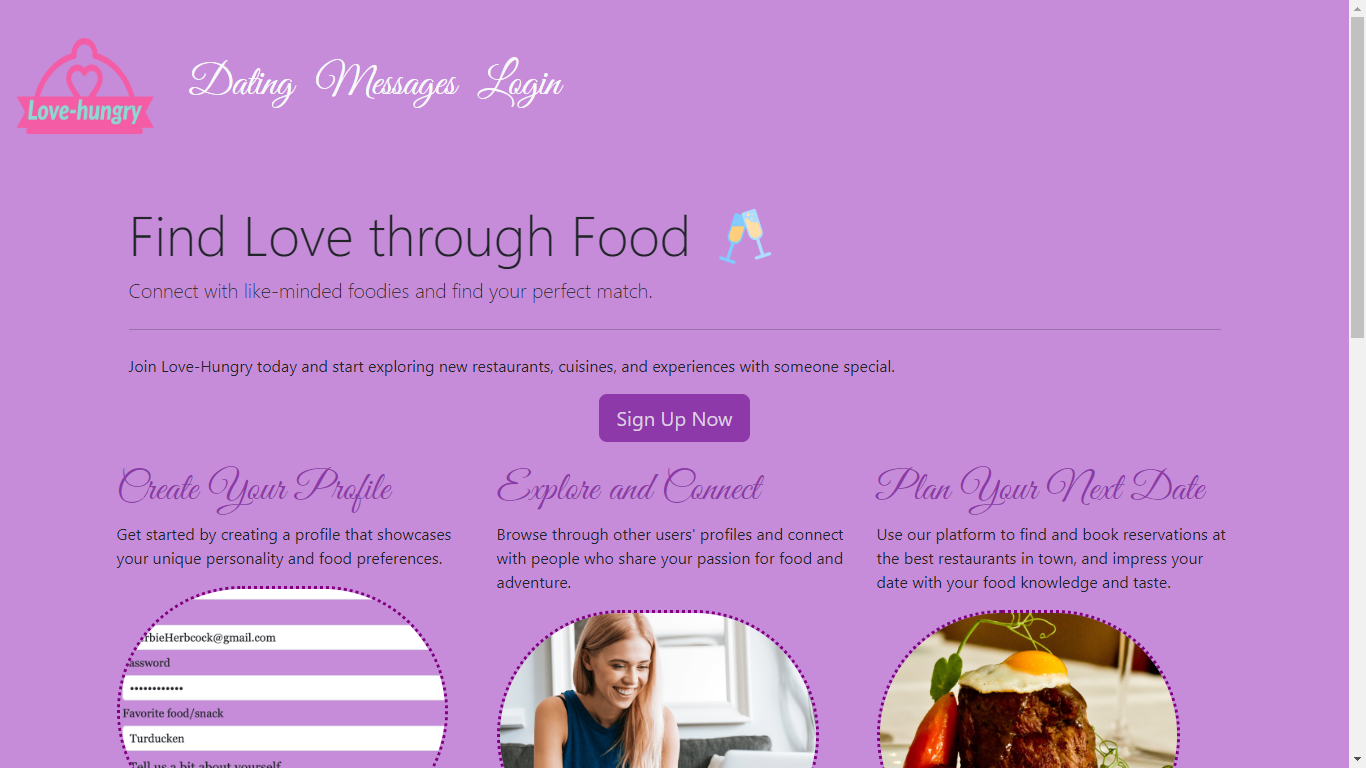 Love-hungry
Dating Messages Login
Find Love through Food
Connect with like-minded foodies and find your perfect match.
Join Love-Hungry today and start exploring new restaurants, cuisines, and experiences with someone special.
Sign Up Now
Create Your Profile
Get started by creating a profile that showcases
your unique personality and food preferences.
Explore and Connect
Browse through other users' profiles and connect
with people who share your passion for food and
adventure.
Plan Your Next Date
Use our platform to find and book reservations at
the best restaurants in town, and impress your
date with your food knowledge and taste.
rbieHerbcock@gmail.com
assword
••••••••••••
Favorite food/snack
Turducken
Tell us a bit about yourself